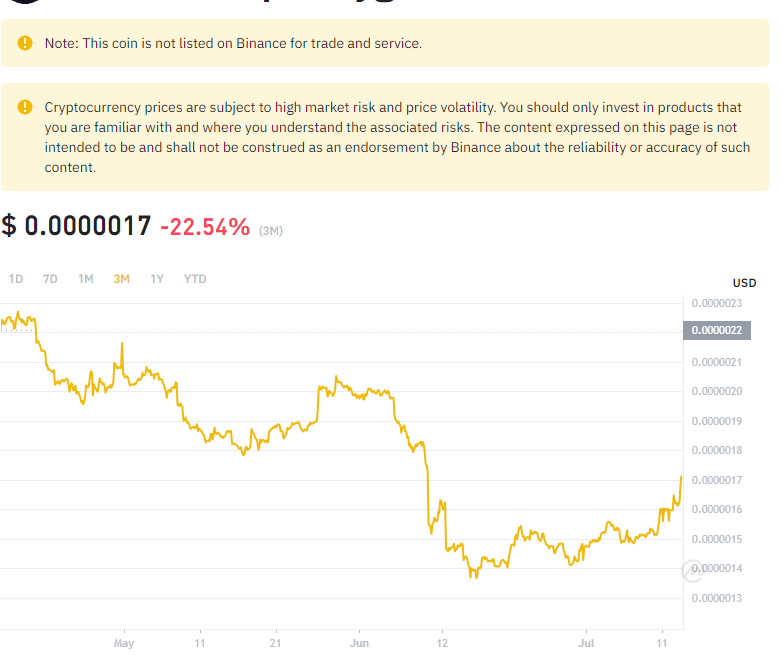 Note: This coin is not listed on Binance for trade and service.
Cryptocurrency prices are subject to high market risk and price volatility. You should only invest in products that
you are familiar with and where you understand the associated risks. The content expressed on this page is not
intended to be and shall not be construed as an endorsement by Binance about the reliability or accuracy of such
content.
$ 0.0000017 -22.54% (3M)
1D 7D 1M 3M 1Y YTD
USD
0.0000023
0.0000022
0.0000021
0.0000020
0.0000019
0.0000018
0.0000017
0.0000016
0.0000015
0.0000014
0.0000013
May 11 21 Jun 12 Jul 11